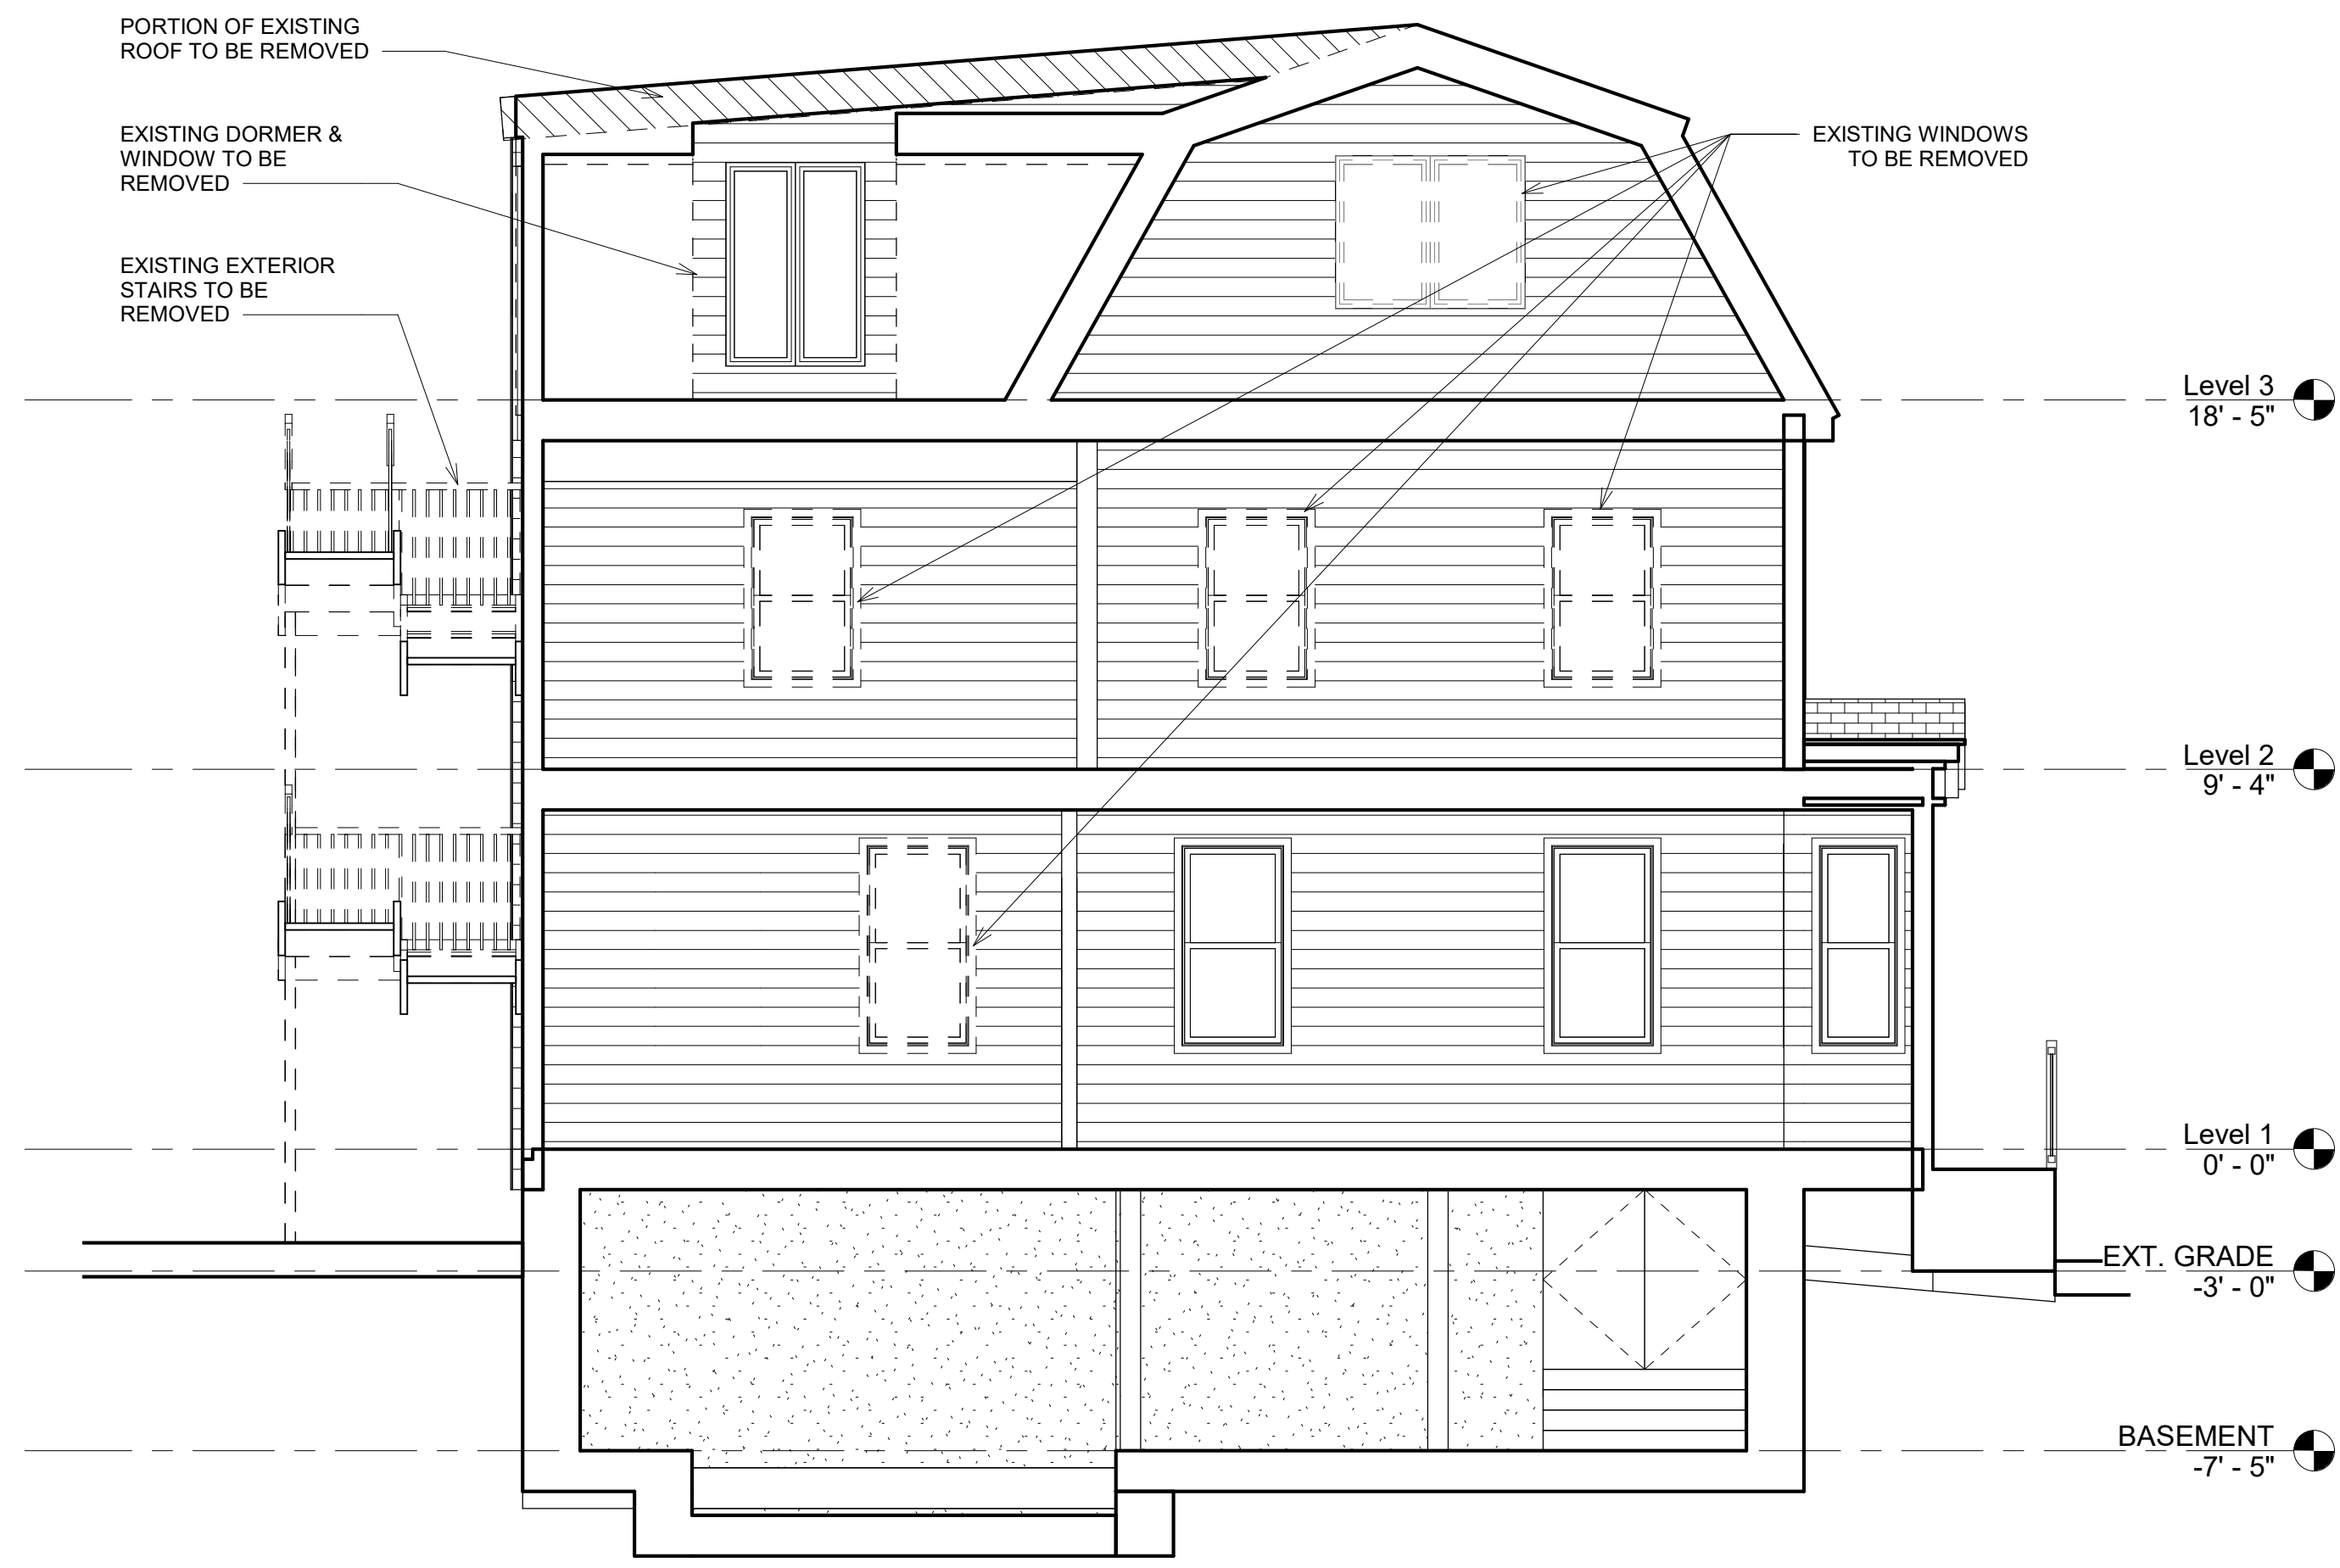 PORTION OF EXISTING
ROOF TO BE REMOVED
EXISTING DORMER &
WINDOW TO BE
REMOVED
EXISTING EXTERIOR
STAIRS TO BE
REMOVED
EXISTING WINDOWS
TO BE REMOVED
Level 3
18' - 5"
Level 2
9' - 4"
Level 1
0' - 0"
EXT. GRADE
-3' - 0"
BASEMENT
-7' - 5"